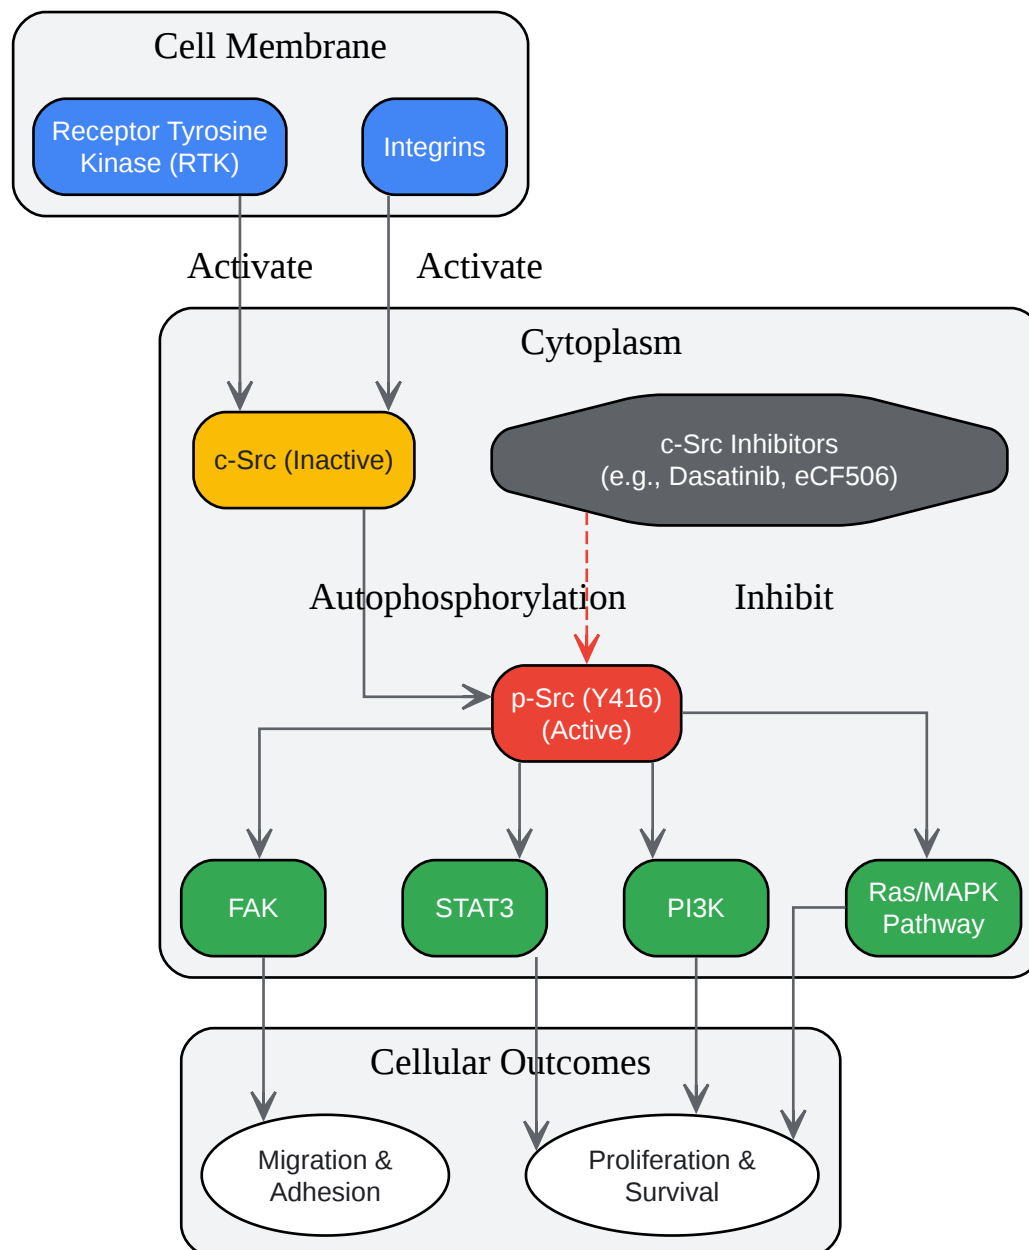 Cell Membrane
Receptor Tyrosine
Kinase (RTK)
Integrins
Activate
Activate
Cytoplasm
c-Src (Inactive)
c-Src Inhibitors
(e.g., Dasatinib, eCF506)
Autophosphorylation
Inhibit
p-Src (Y416)
(Active)
FAK
STAT3
PI3K
Ras/MAPK
Pathway
Cellular Outcomes
Migration &
Adhesion
Proliferation &
Survival